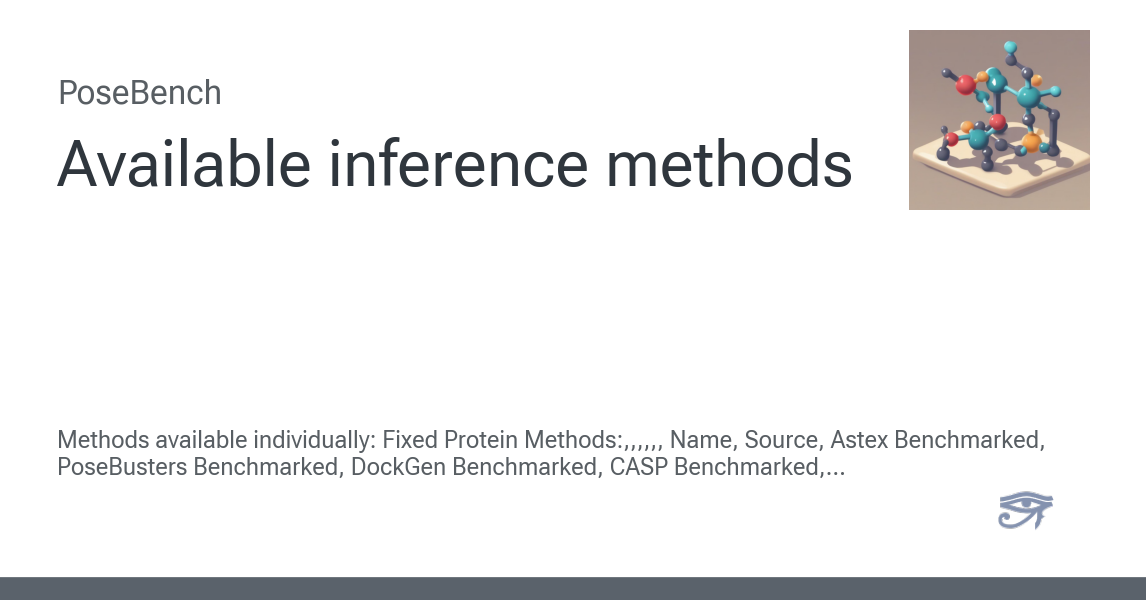 PoseBench
Available inference methods
Methods available individually: Fixed Protein Methods:,,,,,, Name, Source, Astex Benchmarked,
PoseBusters Benchmarked, DockGen Benchmarked, CASP Benchmarked,...